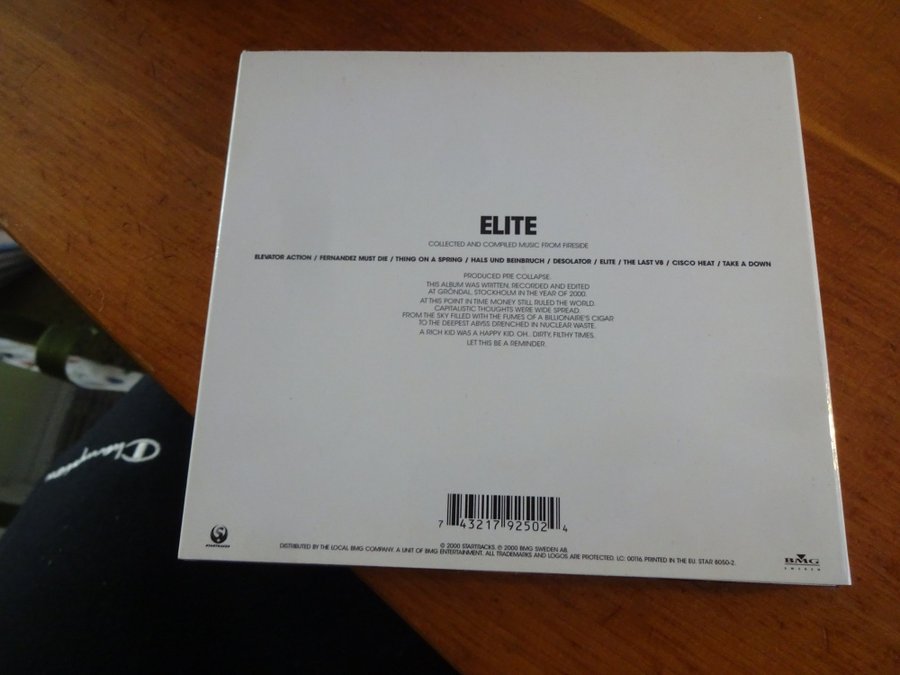 ELITE
COLLECTED AND COMPILED MUSIC FROM FIRESIDE
ELEVATOR ACTION / FERNANDEZ MUST DIE / THING ON A SPRING / HALS UND BEINBRUCH / DESOLATOR / ELITE / THE LAST V8 / CISCO HEAT / TAKE A DOWN
PRODUCED PRE COLLAPSE.
THIS ALBUM WAS WRITTEN, RECORDED AND EDITED
AT GRÖNDAL, STOCKHOLM IN THE YEAR OF 2000.
AT THIS POINT IN TIME MONEY STILL RULED THE WORLD.
CAPITALISTIC THOUGHTS WERE WIDE SPREAD.
FROM THE SKY FILLED WITH THE FUMES OF A BILLIONAIRE'S CIGAR
TO THE DEEPEST ABYSS DRENCHED IN NUCLEAR WASTE.
A RICH KID WAS A HAPPY KID. OH... DIRTY, FILTHY TIMES.
LET THIS BE A REMINDER.
Champion
7 43217 92502 4
STARTRACKS
℗ 2000 STARTRACKS. © 2000 BMG SWEDEN AB.
DISTRIBUTED BY THE LOCAL BMG COMPANY, A UNIT OF BMG ENTERTAINMENT. ALL TRADEMARKS AND LOGOS ARE PROTECTED. LC: 00116. PRINTED IN THE EU. STAR 8050-2.
BMG
SWEDEN